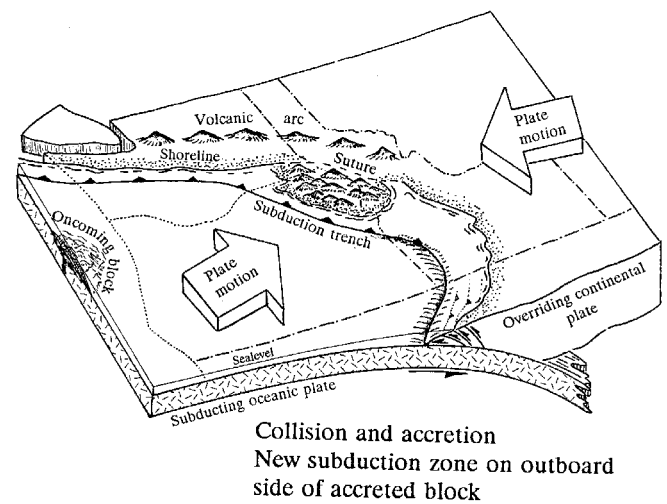 Volcanic arc
Plate
motion
Shoreline
Suture
Subduction trench
Oncoming
block
Plate
motion
Overriding continental
plate
Sealevel
Subducting oceanic plate
Collision and accretion
New subduction zone on outboard
side of accreted block